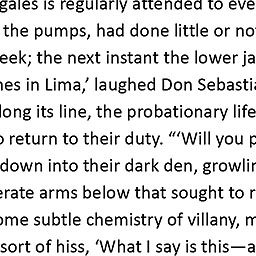 gales is regularly attended to eve
the pumps, had done little or no
eek; the next instant the lower ja
nes in Lima,’ laughed Don Sebastia
long its line, the probationary life
o return to their duty. “‘Will you p
down into their dark den, growlin
erate arms below that sought to r
ome subtle chemistry of villany, m
sort of hiss, ‘What I say is this—a